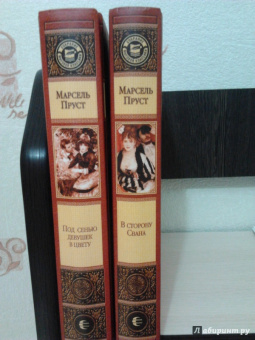 Марсель
Пруст
Под сенью
девушек
в цвету
Марсель
Пруст
В сторону
Свана
Лабиринт.ру